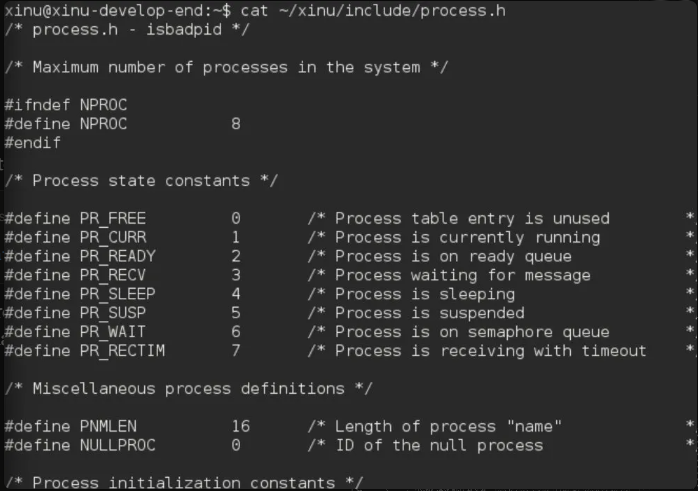 xinu@xinu-develop-end:~$ cat ~/xinu/include/process.h
/* process.h - isbadpid */
/* Maximum number of processes in the system */
#ifndef NPROC
#define NPROC 8
#endif
/* Process state constants */
#define PR_FREE 0 /* Process table entry is unused *
#define PR_CURR 1 /* Process is currently running *
#define PR_READY 2 /* Process is on ready queue *
#define PR_RECV 3 /* Process waiting for message *
#define PR_SLEEP 4 /* Process is sleeping *
#define PR_SUSP 5 /* Process is suspended *
#define PR_WAIT 6 /* Process is on semaphore queue *
#define PR_RECTIM 7 /* Process is receiving with timeout *
/* Miscellaneous process definitions */
#define PNMLEN 16 /* Length of process "name" *
#define NULLPROC 0 /* ID of the null process *
/* Process initialization constants */